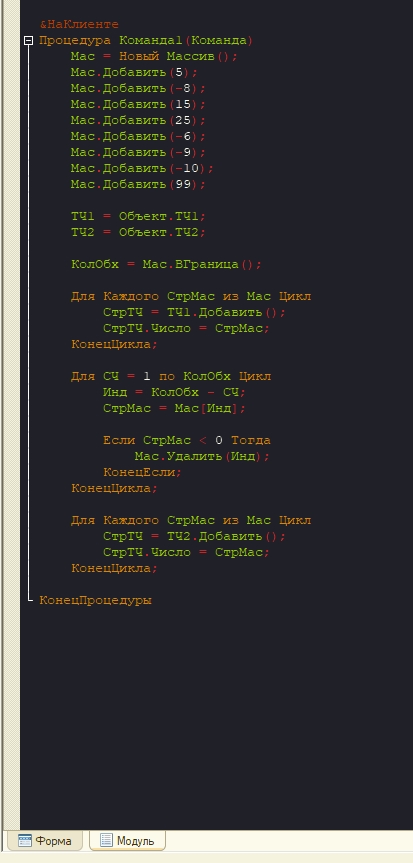 &НаКлиенте
Процедура Команда1(Команда)
Мас = Новый Массив();
Мас.Добавить(5);
Мас.Добавить(-8);
Мас.Добавить(15);
Мас.Добавить(25);
Мас.Добавить(-6);
Мас.Добавить(-9);
Мас.Добавить(-10);
Мас.Добавить(99);
ТЧ1 = Объект.ТЧ1;
ТЧ2 = Объект.ТЧ2;
КолОбх = Мас.ВГраница();
Для Каждого СтрМас из Мас Цикл
СтрТЧ = ТЧ1.Добавить();
СтрТЧ.Число = СтрМас;
КонецЦикла;
Для СЧ = 1 по КолОбх Цикл
Инд = КолОбх - СЧ;
СтрМас = Мас[Инд];
Если СтрМас < 0 Тогда
Мас.Удалить(Инд);
КонецЕсли;
КонецЦикла;
Для Каждого СтрМас из Мас Цикл
СтрТЧ = ТЧ2.Добавить();
СтрТЧ.Число = СтрМас;
КонецЦикла;
КонецПроцедуры
Форма Модуль